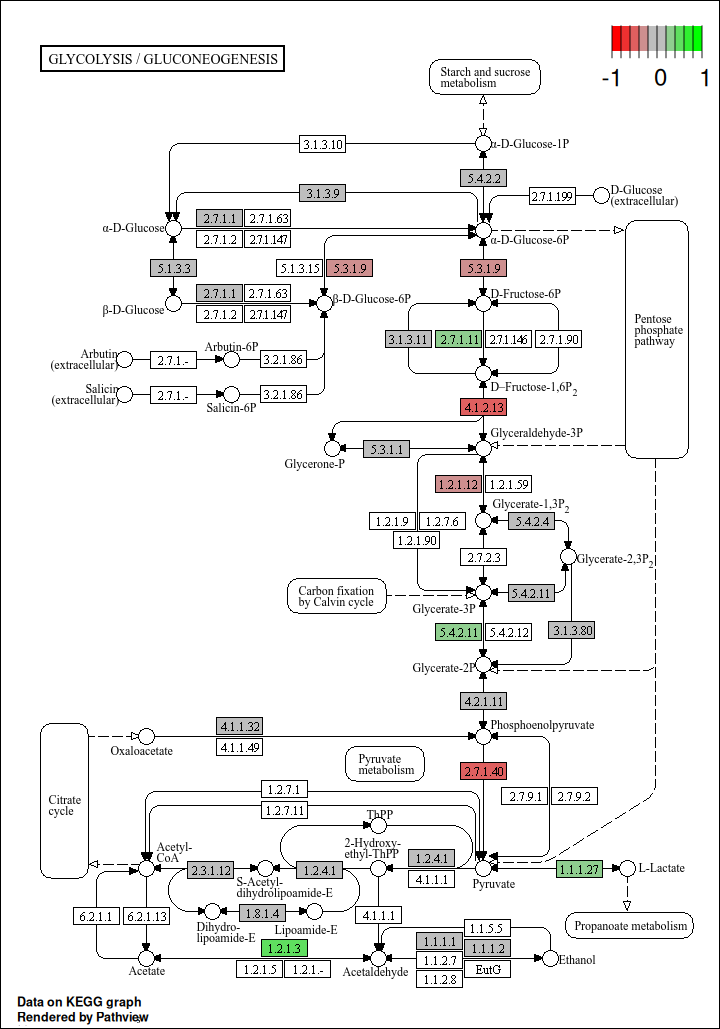 GLYCOLYSIS / GLUCONEOGENESIS
-1 0 1
Starch and sucrose
metabolism
3.1.3.10
α-D-Glucose-1P
5.4.2.2
3.1.3.9
2.7.1.199
D-Glucose
(extracellular)
2.7.1.1 2.7.1.63
α-D-Glucose
2.7.1.2 2.7.1.147
α-D-Glucose-6P
5.1.3.3
5.1.3.15 5.3.1.9
5.3.1.9
2.7.1.1 2.7.1.63
β-D-Glucose
2.7.1.2 2.7.1.147
β-D-Glucose-6P
D-Fructose-6P
Pentose
phosphate
pathway
3.1.3.11 2.7.1.11 2.7.1.146 2.7.1.90
Arbutin
(extracellular)
2.7.1.-
Arbutin-6P
3.2.1.86
D-Fructose-1,6P2
Salicin
(extracellular)
2.7.1.-
Salicin-6P
3.2.1.86
4.1.2.13
Glyceraldehyde-3P
5.3.1.1
Glycerone-P
1.2.1.12 1.2.1.59
Glycerate-1,3P2
1.2.1.9 1.2.7.6
1.2.1.90
5.4.2.4
2.7.2.3
Glycerate-2,3P2
Carbon fixation
by Calvin cycle
5.4.2.11
Glycerate-3P
5.4.2.11 5.4.2.12
3.1.3.80
Glycerate-2P
4.2.1.11
4.1.1.32
Oxaloacetate
4.1.1.49
Phosphoenolpyruvate
Pyruvate
metabolism
2.7.1.40
Citrate
cycle
1.2.7.1
1.2.7.11
2.7.9.1 2.7.9.2
ThPP
Acetyl-
CoA
2-Hydroxy-
ethyl-ThPP
2.3.1.12
1.2.4.1
1.2.4.1
4.1.1.1
S-Acetyl-
dihydrolipoamide-E
Pyruvate
1.1.1.27
L-Lactate
6.2.1.1 6.2.1.13
1.8.1.4
Dihydro-
lipoamide-E
Lipoamide-E
4.1.1.1
Propanoate metabolism
1.2.1.3
1.2.1.5 1.2.1.-
Acetate
Acetaldehyde
1.1.5.5
1.1.1.1 1.1.1.2
1.1.2.7 EutG
1.1.2.8
Ethanol
Data on KEGG graph
Rendered by Pathview